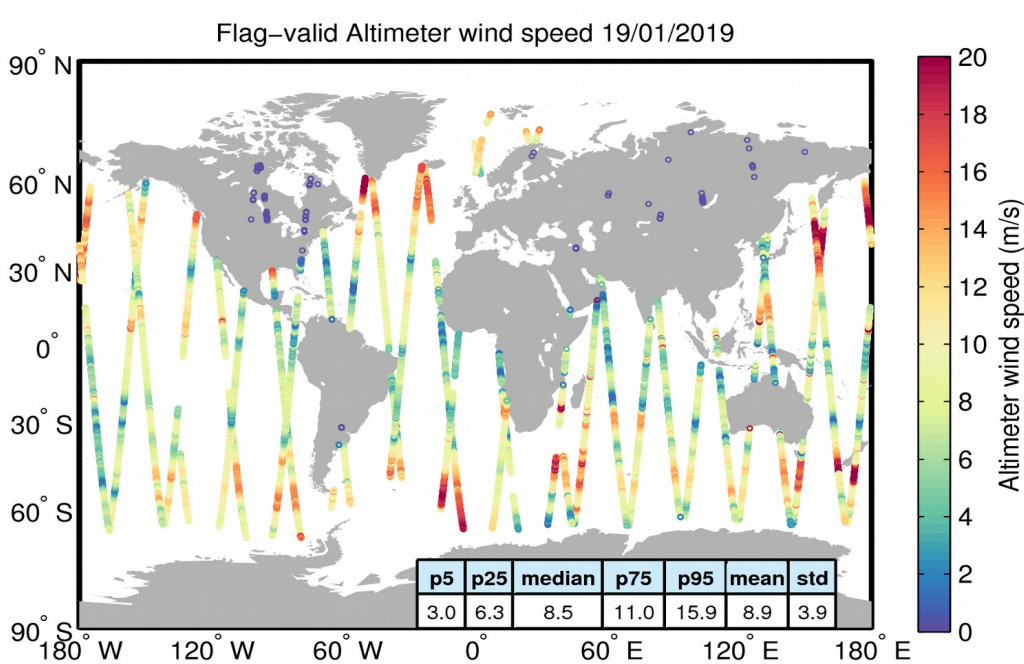 Flag−valid Altimeter wind speed 19/01/2019
90° N
60° N
30° N
0°
30° S
60° S
90° S
180° W
120° W
60° W
0°
60° E
120° E
180° E
p5 p25 median p75 p95 mean std
3.0 6.3 8.5 11.0 15.9 8.9 3.9
20
18
16
14
12
10
8
6
4
2
0
Altimeter wind speed (m/s)